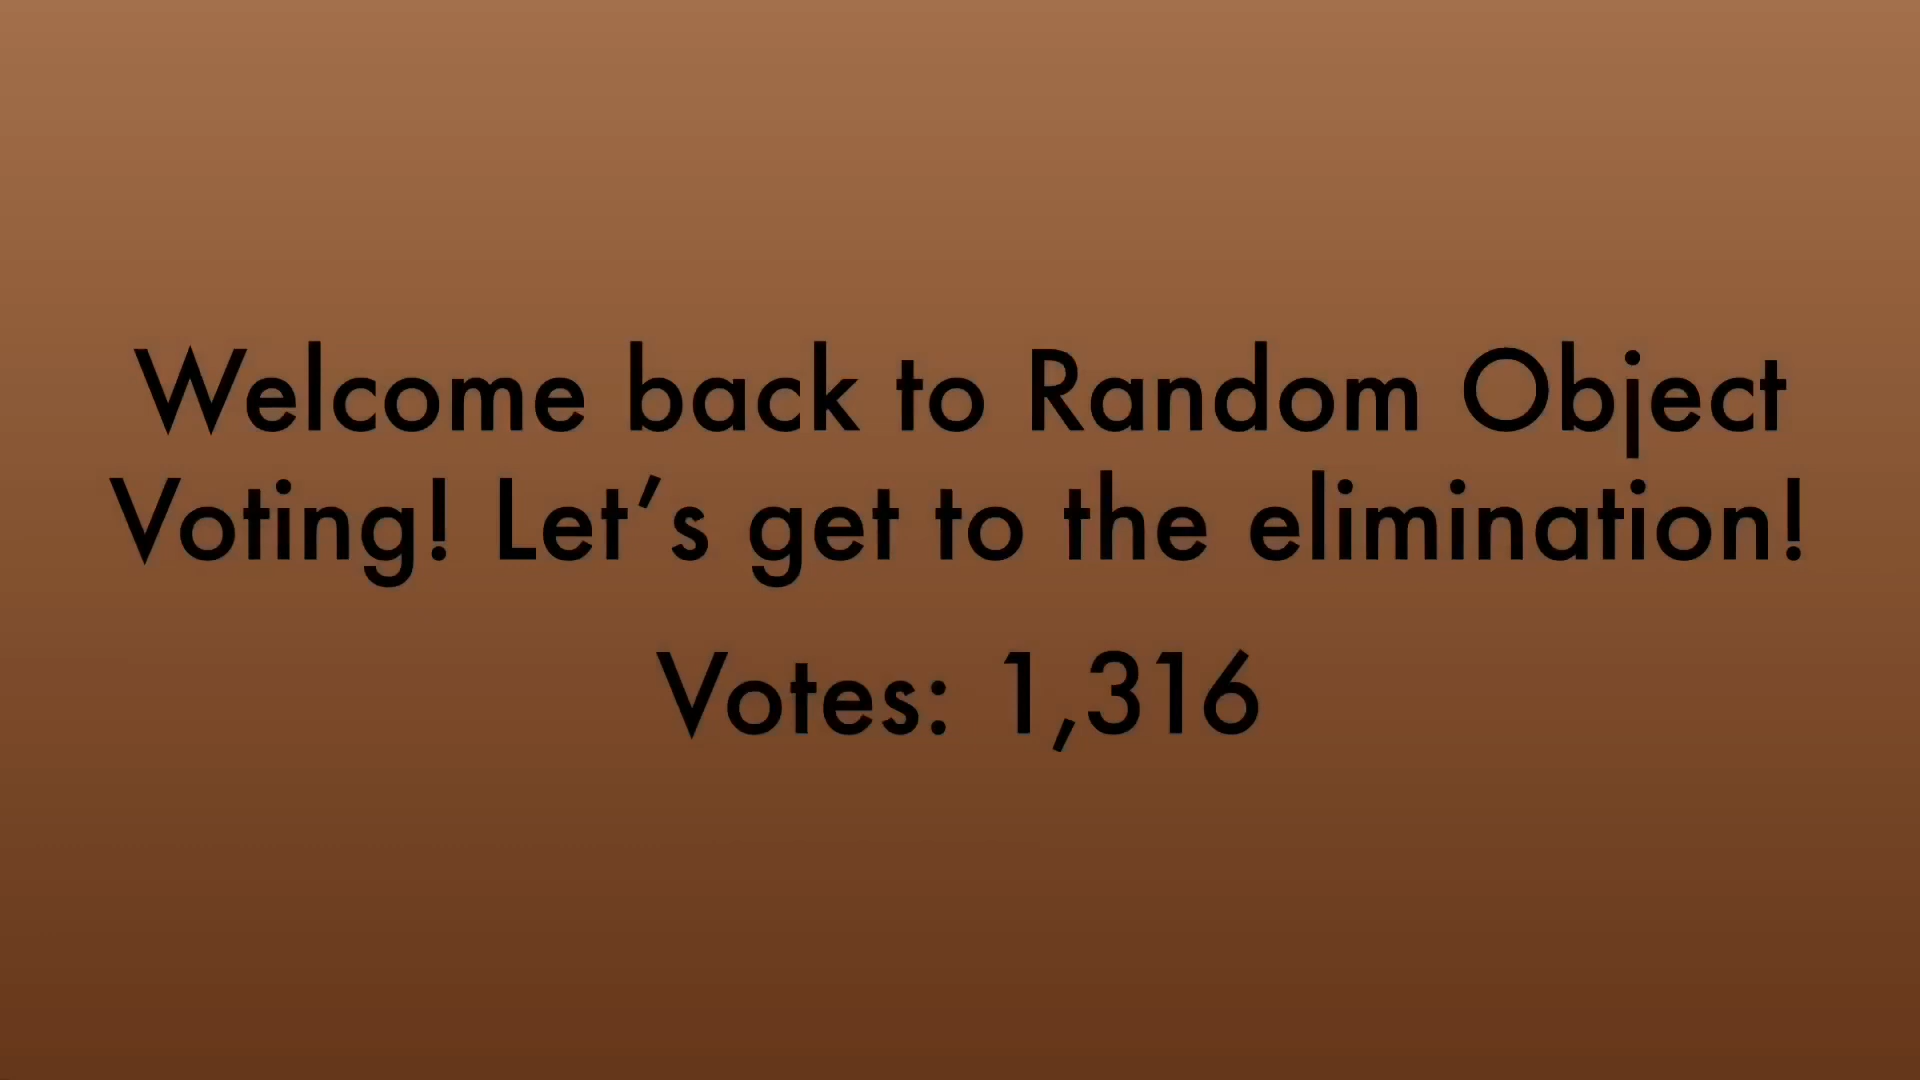 Welcome back to Random Object
Voting! Let’s get to the elimination!
Votes: 1,316